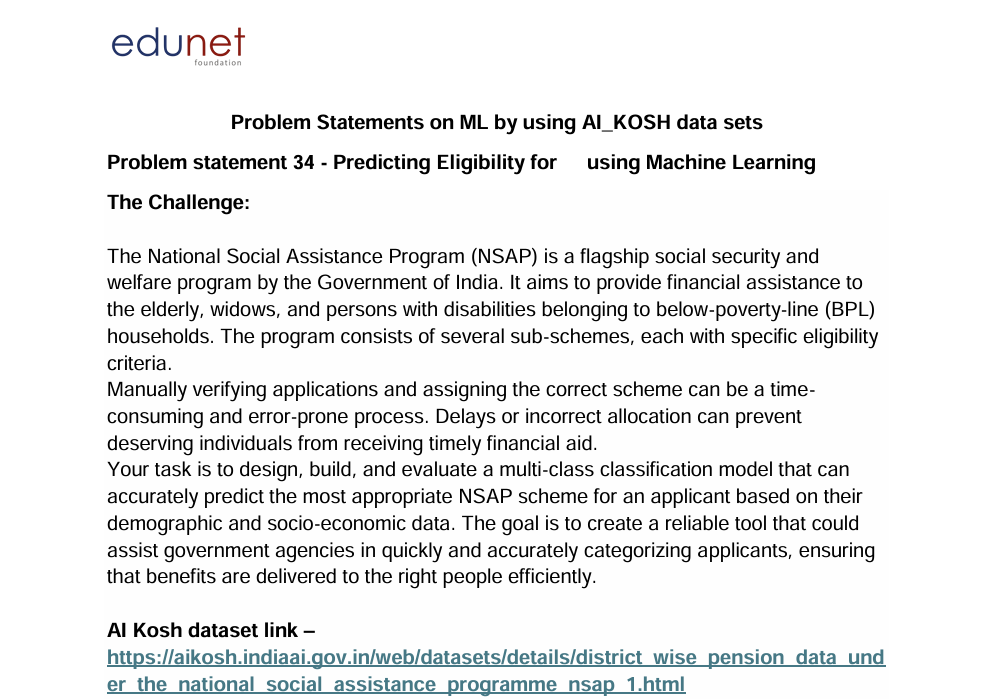 edunet
foundation
Problem Statements on ML by using AI_KOSH data sets
Problem statement 34 - Predicting Eligibility for using Machine Learning
The Challenge:
The National Social Assistance Program (NSAP) is a flagship social security and
welfare program by the Government of India. It aims to provide financial assistance to
the elderly, widows, and persons with disabilities belonging to below-poverty-line (BPL)
households. The program consists of several sub-schemes, each with specific eligibility
criteria.
Manually verifying applications and assigning the correct scheme can be a time-
consuming and error-prone process. Delays or incorrect allocation can prevent
deserving individuals from receiving timely financial aid.
Your task is to design, build, and evaluate a multi-class classification model that can
accurately predict the most appropriate NSAP scheme for an applicant based on their
demographic and socio-economic data. The goal is to create a reliable tool that could
assist government agencies in quickly and accurately categorizing applicants, ensuring
that benefits are delivered to the right people efficiently.
AI Kosh dataset link –
https://aikosh.indiaai.gov.in/web/datasets/details/district_wise_pension_data_und
er_the_national_social_assistance_programme_nsap_1.html